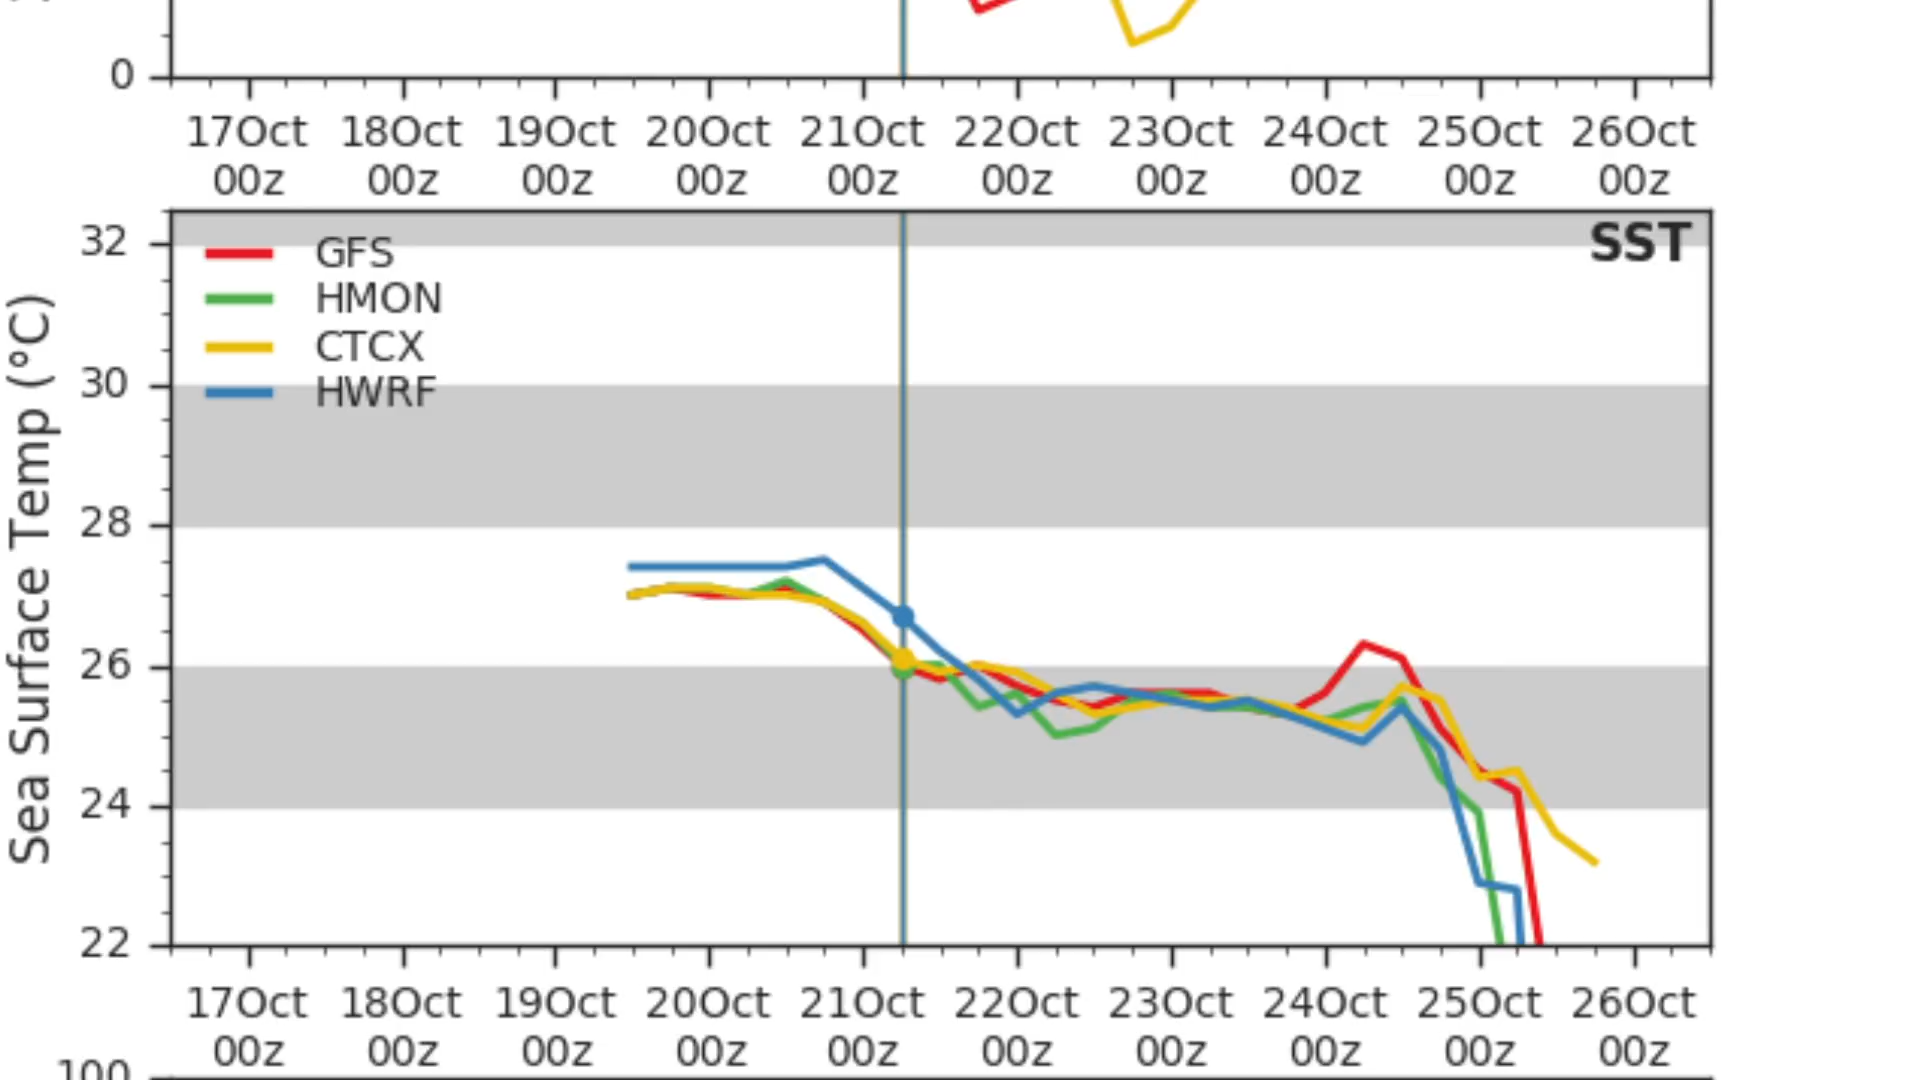 0
17Oct 18Oct 19Oct 20Oct 21Oct 22Oct 23Oct 24Oct 25Oct 26Oct
00z 00z 00z 00z 00z 00z 00z 00z 00z 00z
SST
GFS
HMON
CTCX
HWRF
Sea Surface Temp (°C)
32
30
28
26
24
22
17Oct 18Oct 19Oct 20Oct 21Oct 22Oct 23Oct 24Oct 25Oct 26Oct
00z 00z 00z 00z 00z 00z 00z 00z 00z 00z
100